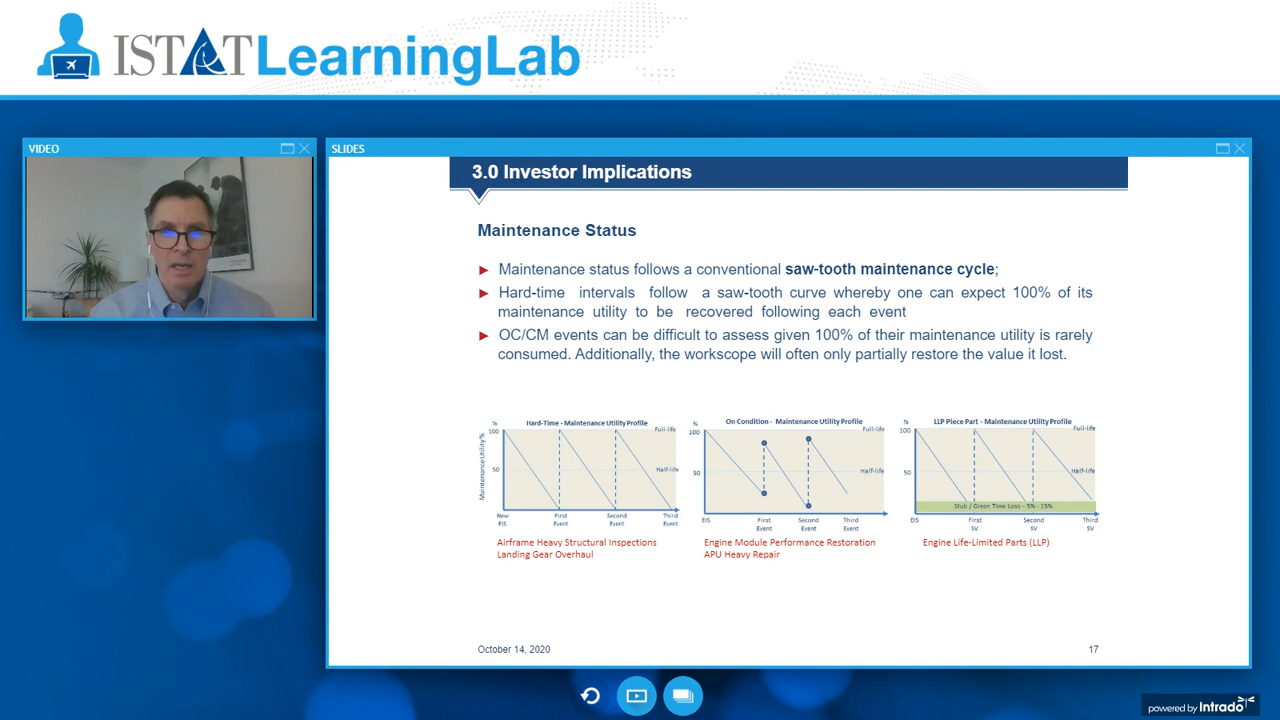 ISTAT LearningLab
VIDEO
SLIDES
3.0 Investor Implications
Maintenance Status
Maintenance status follows a conventional saw-tooth maintenance cycle;
Hard-time intervals follow a saw-tooth curve whereby one can expect 100% of its
maintenance utility to be recovered following each event
OC/CM events can be difficult to assess given 100% of their maintenance utility is rarely
consumed. Additionally, the workscope will often only partially restore the value it lost.
Hard-Time - Maintenance Utility Profile
%
100
50
Maintenance Utility %
Full-life
Half-life
New EIS
First Event
Second Event
Third Event
Airframe Heavy Structural Inspections
Landing Gear Overhaul
On Condition - Maintenance Utility Profile
%
100
50
Full-life
Half-life
EIS
First Event
Second Event
Third Event
Engine Module Performance Restoration
APU Heavy Repair
LLP Piece Part - Maintenance Utility Profile
%
100
50
Full-life
Half-life
Stub / Green Time Loss – 5% - 15%
EIS
First SV
Second SV
Third SV
Engine Life-Limited Parts (LLP)
October 14, 2020
17
powered by Intrado